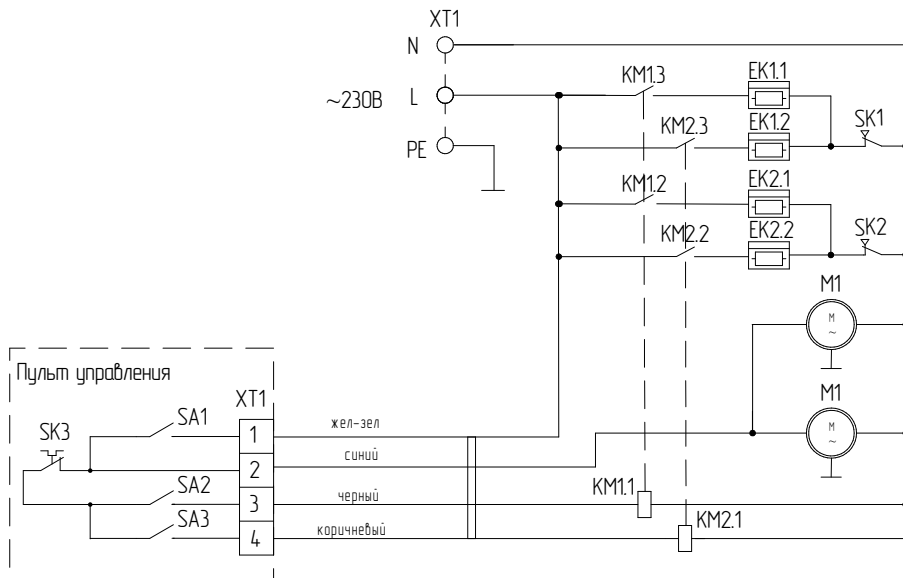 XT1
N
KM1.3
EK1.1
~230В
L
KM2.3
EK1.2
SK1
PE
KM1.2
EK2.1
KM2.2
EK2.2
SK2
M1
M
~
Пульт управления
XT1
M1
SA1
1
жел-зел
M
~
SK3
2
синий
SA2
3
черный
KM1.1
SA3
4
коричневый
KM2.1